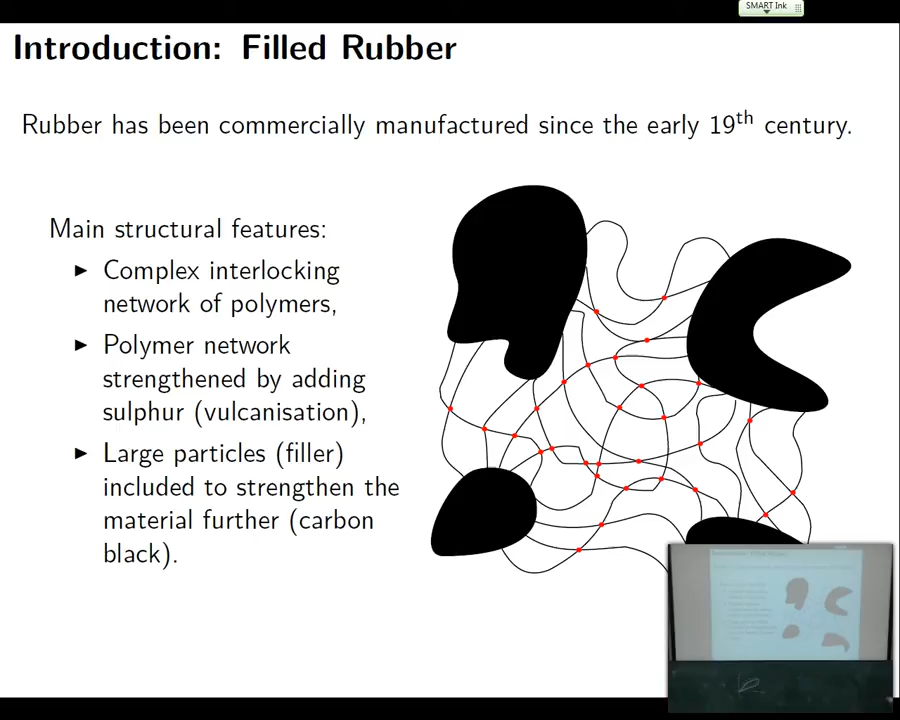 SMART Ink
Introduction: Filled Rubber
Rubber has been commercially manufactured since the early 19th century.
Main structural features:
► Complex interlocking
network of polymers,
► Polymer network
strengthened by adding
sulphur (vulcanisation),
► Large particles (filler)
included to strengthen the
material further (carbon
black).